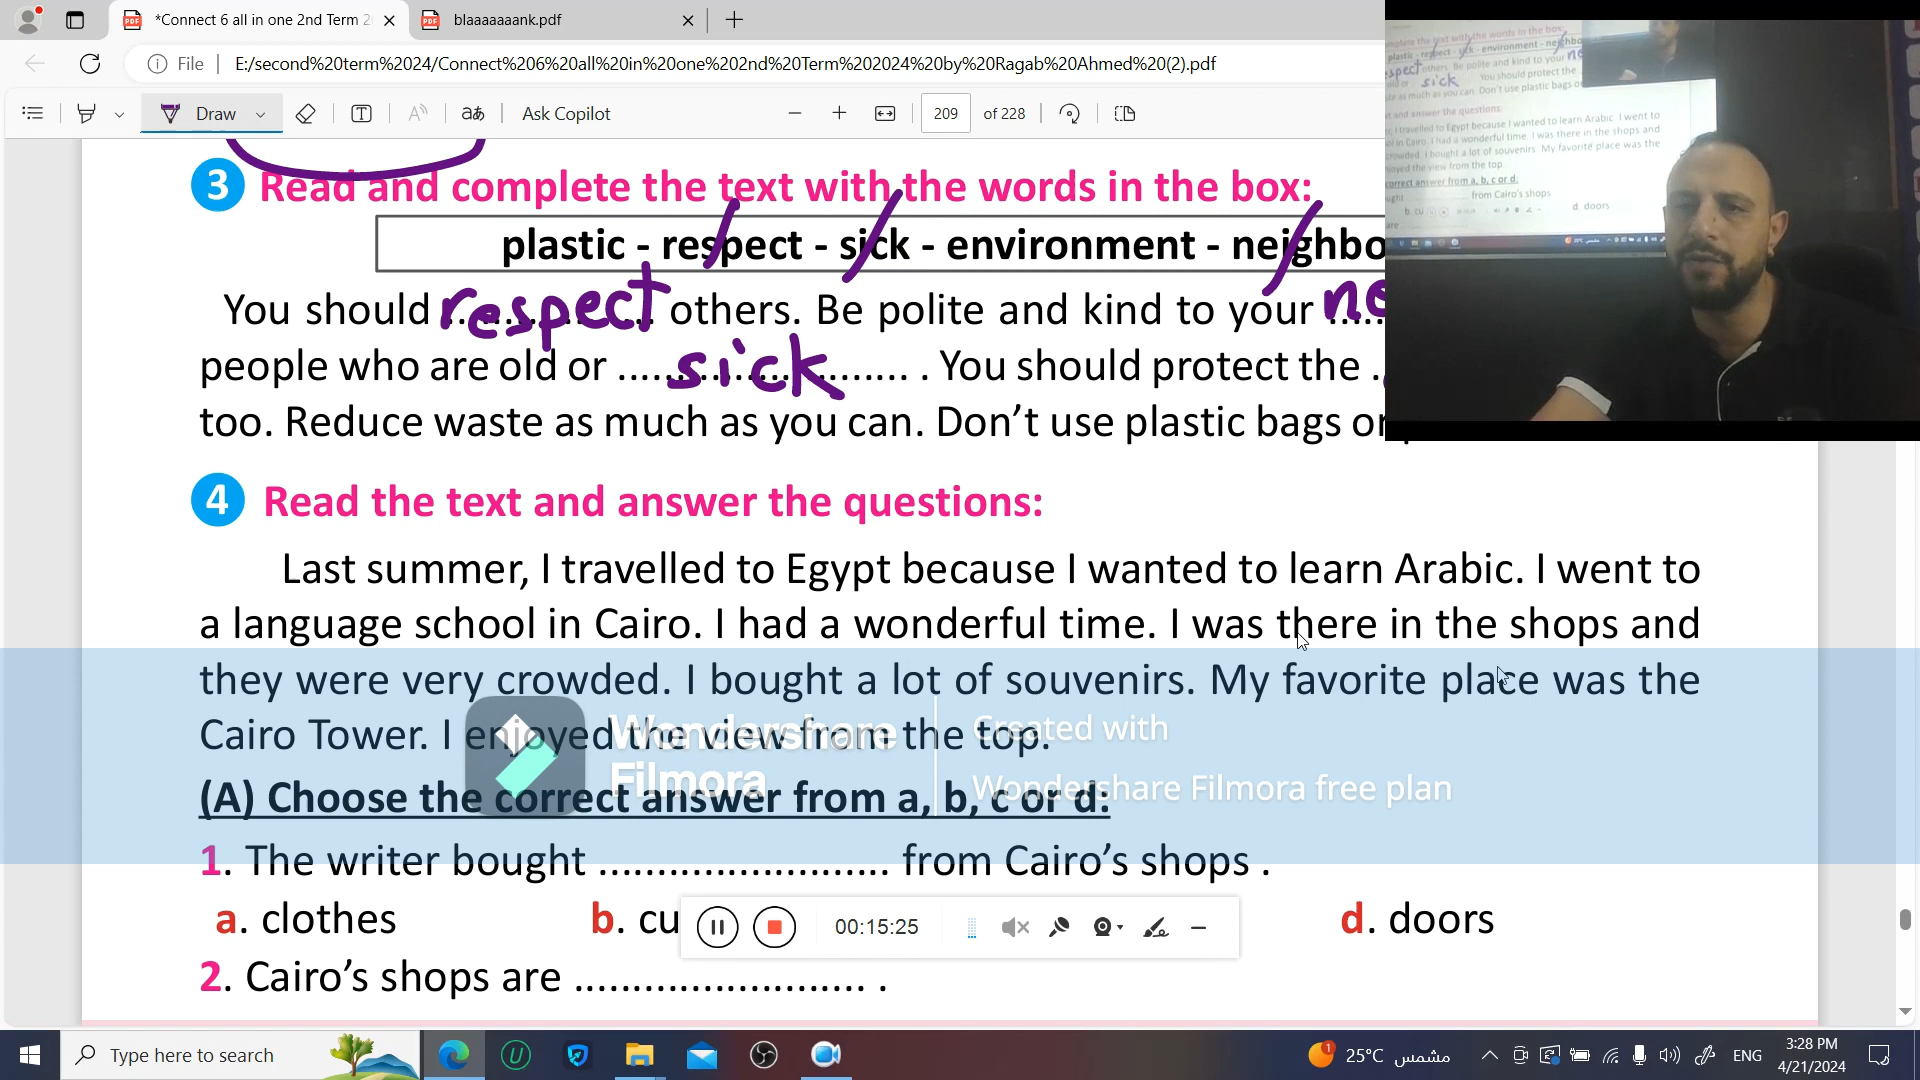 *Connect 6 all in one 2nd Term 2
blaaaaaaank.pdf
File
E:/second%20term%2024/Connect%206%20all%20in%20one%202nd%20Term%202024%20by%20Ragab%20Ahmed%20(2).pdf
Draw
Ask Copilot
209 of 228
3 Read and complete the text with the words in the box:
plastic - respect - sick - environment - neighbo
You should respect others. Be polite and kind to your ne
people who are old or sick . You should protect the
too. Reduce waste as much as you can. Don't use plastic bags or
4 Read the text and answer the questions:
Last summer, I travelled to Egypt because I wanted to learn Arabic. I went to
a language school in Cairo. I had a wonderful time. I was there in the shops and
they were very crowded. I bought a lot of souvenirs. My favorite place was the
Cairo Tower. I enjoyed the view from the top.
Wondershare Filmora
Created with
Wondershare Filmora free plan
(A) Choose the correct answer from a, b, c or d:
1. The writer bought ......................... from Cairo's shops .
a. clothes b. cu d. doors
00:15:25
2. Cairo's shops are ......................... .
Type here to search
25°C مشمس
ENG
3:28 PM
4/21/2024